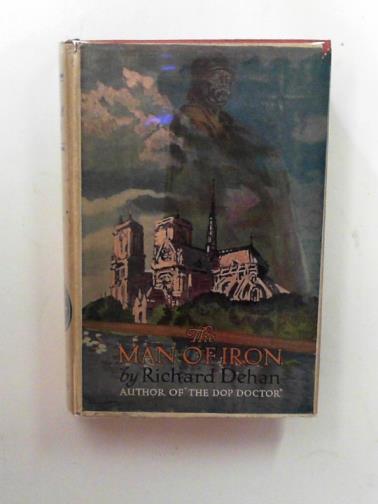 The
MAN OF IRON
by Richard Dehan
AUTHOR OF "THE DOP DOCTOR"